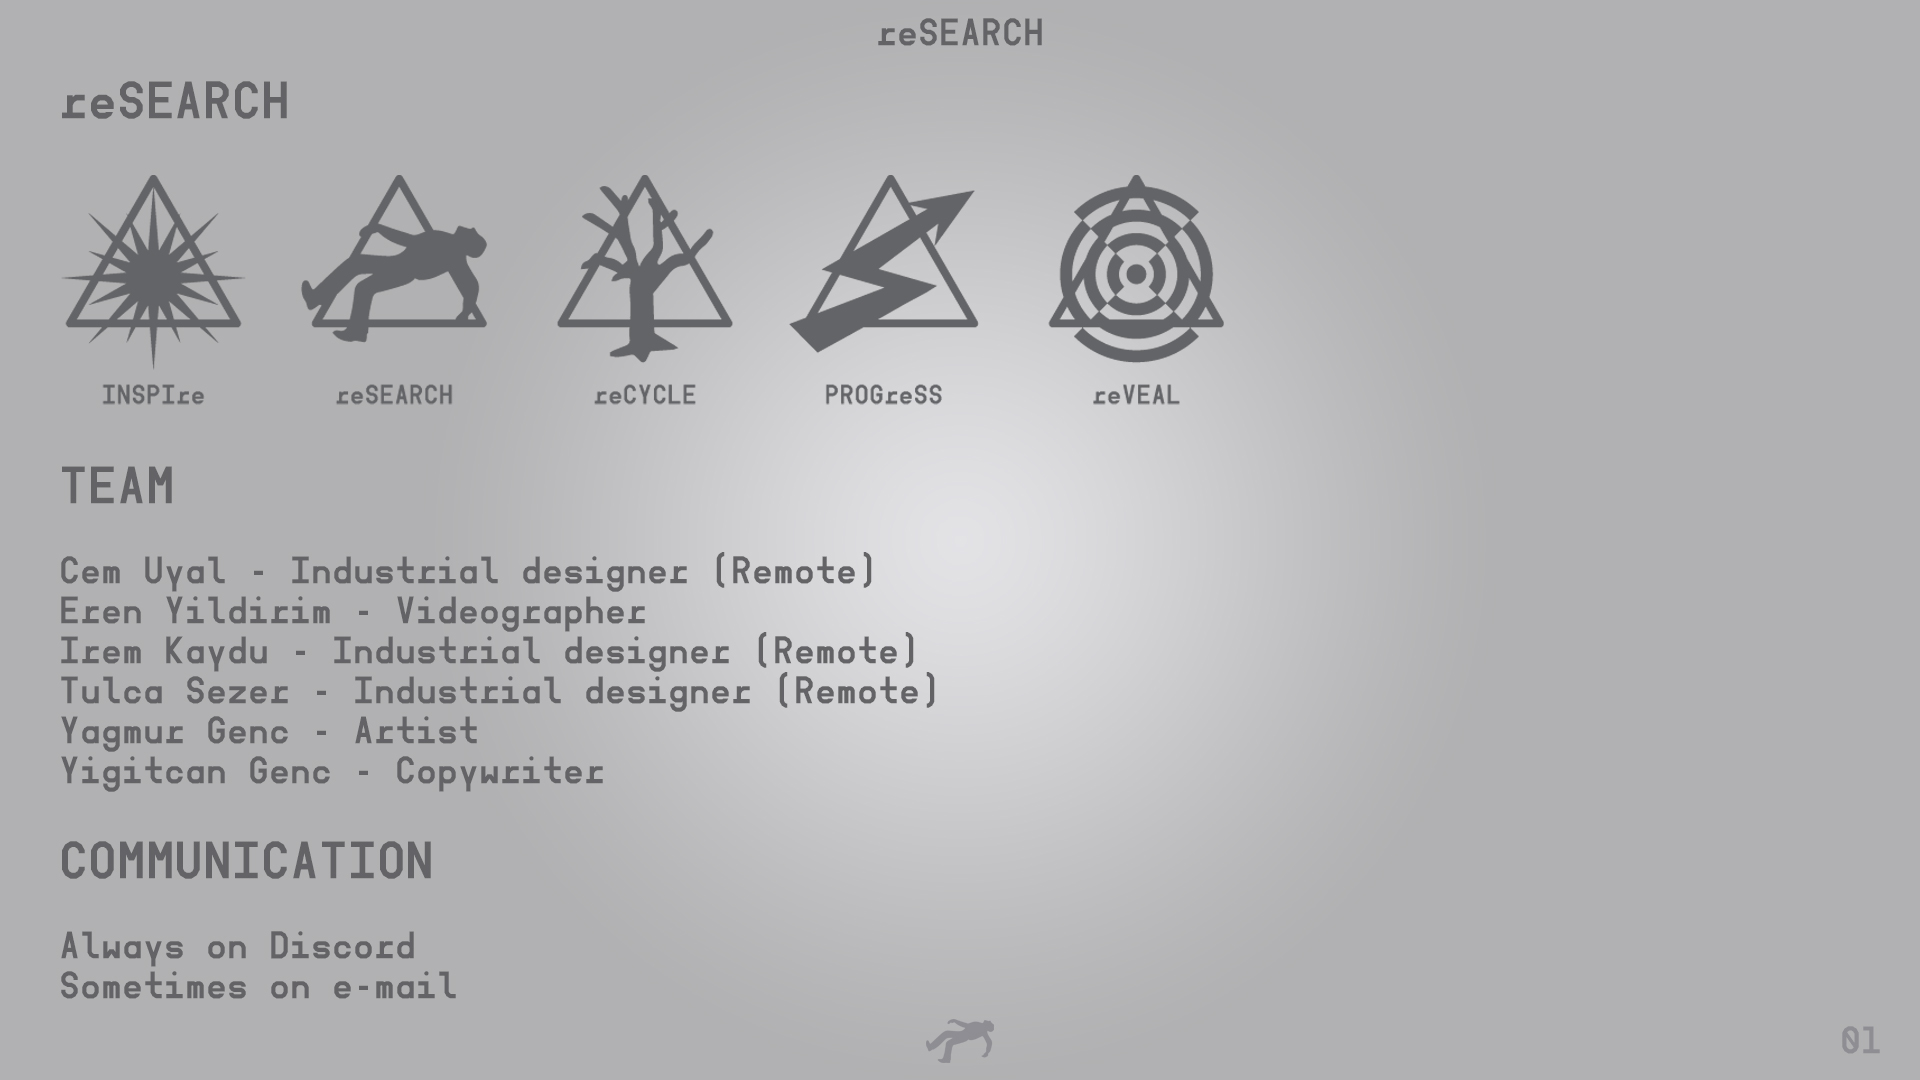 reSEARCH
reSEARCH
INSPIre reSEARCH reCYCLE PROGreSS reVEAL
TEAM
Cem Uyal - Industrial designer (Remote)
Eren Yildirim - Videographer
Irem Kaydu - Industrial designer (Remote)
Tulca Sezer - Industrial designer (Remote)
Yagmur Genc - Artist
Yigitcan Genc - Copywriter
COMMUNICATION
Always on Discord
Sometimes on e-mail
01